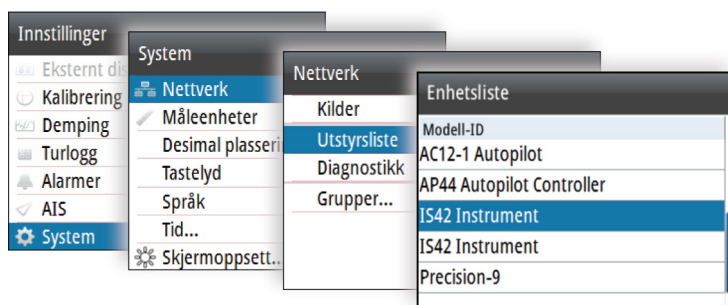 Innstillinger
Eksternt dis
Kalibrering
Demping
Turlogg
Alarmer
AIS
System
System
Nettverk
Måleenheter
Desimal plasseri
Tastelyd
Språk
Tid...
Skjermoppsett..
Nettverk
Kilder
Utstyrsliste
Diagnostikk
Grupper...
Enhetsliste
Modell-ID
AC12-1 Autopilot
AP44 Autopilot Controller
IS42 Instrument
IS42 Instrument
Precision-9